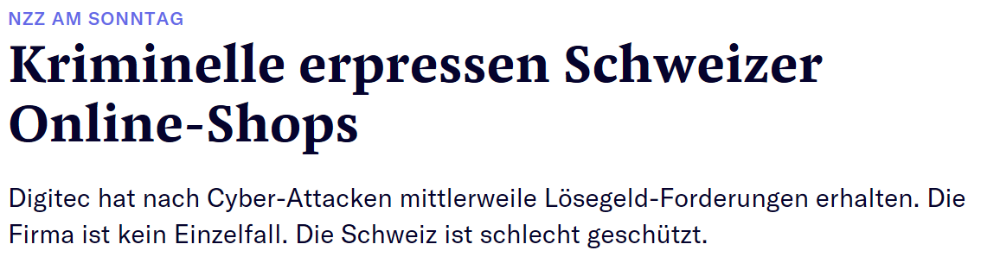 NZZ AM SONNTAG
Kriminelle erpressen Schweizer
Online-Shops
Digitec hat nach Cyber-Attacken mittlerweile Lösegeld-Forderungen erhalten. Die
Firma ist kein Einzelfall. Die Schweiz ist schlecht geschützt.